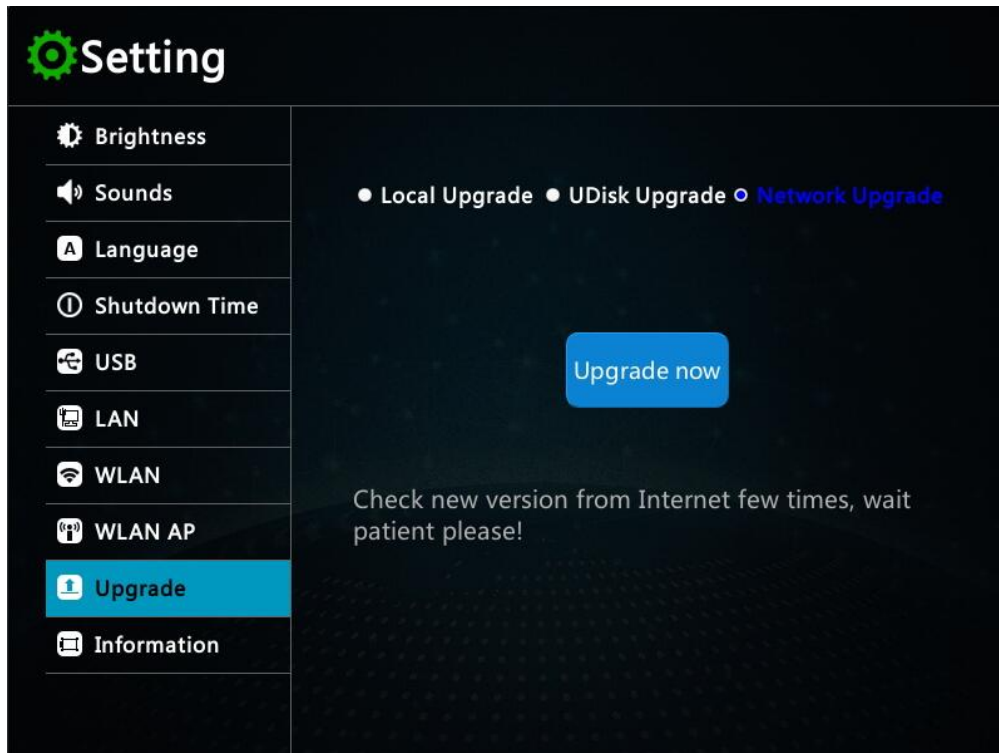 Setting
Brightness
Sounds
Language
Shutdown Time
USB
LAN
WLAN
WLAN AP
Upgrade
Information
Local Upgrade UDisk Upgrade Network Upgrade
Upgrade now
Check new version from Internet few times, wait
patient please!